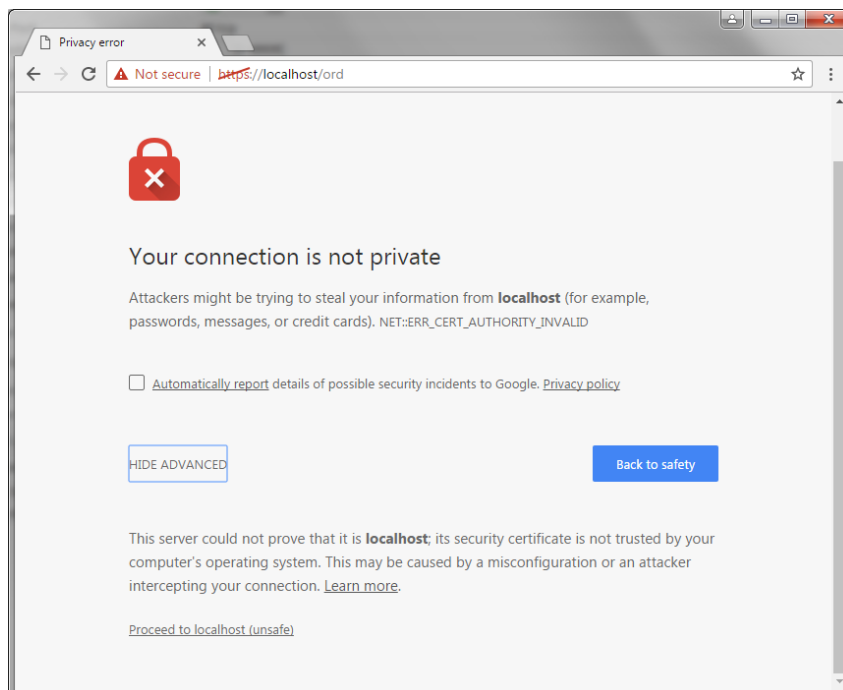 Privacy error
Not secure | https://localhost/ord
Your connection is not private
Attackers might be trying to steal your information from localhost (for example,
passwords, messages, or credit cards). NET::ERR_CERT_AUTHORITY_INVALID
Automatically report details of possible security incidents to Google. Privacy policy
HIDE ADVANCED
Back to safety
This server could not prove that it is localhost; its security certificate is not trusted by your
computer's operating system. This may be caused by a misconfiguration or an attacker
intercepting your connection. Learn more.
Proceed to localhost (unsafe)